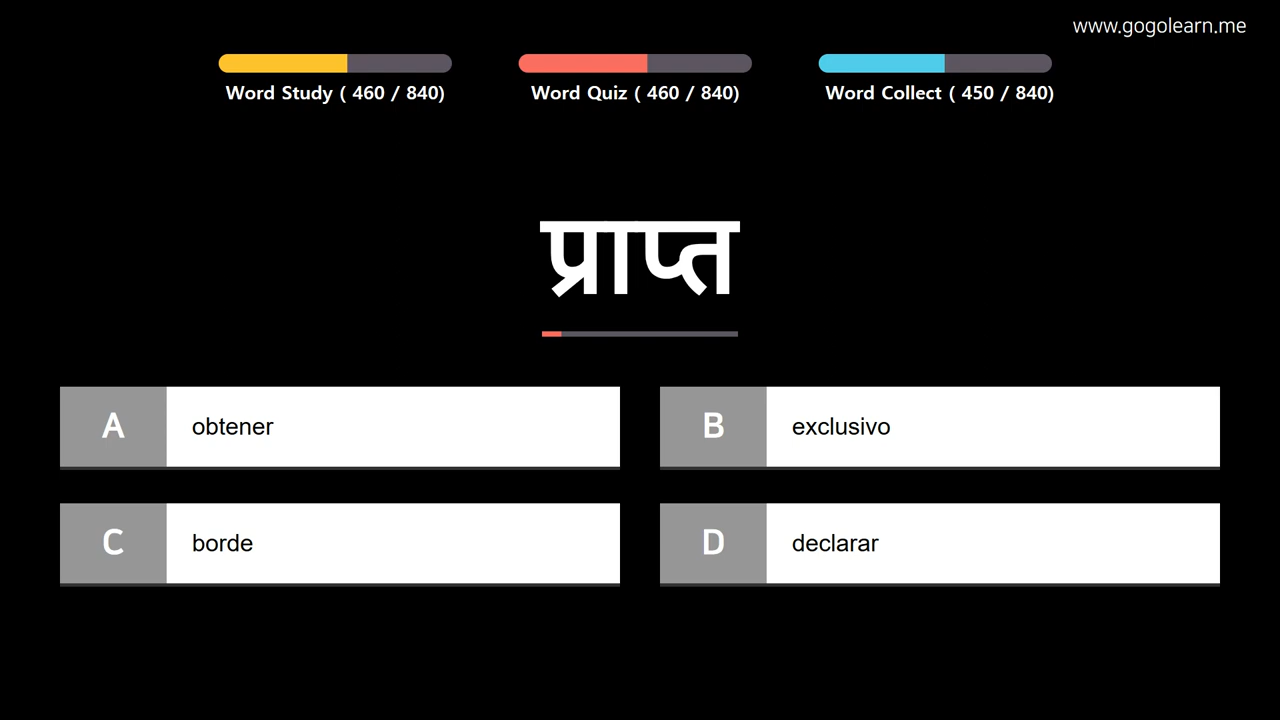 www.gogolearn.me
Word Study ( 460 / 840)
Word Quiz ( 460 / 840)
Word Collect ( 450 / 840)
प्राप्त
A obtener
B exclusivo
C borde
D declarar